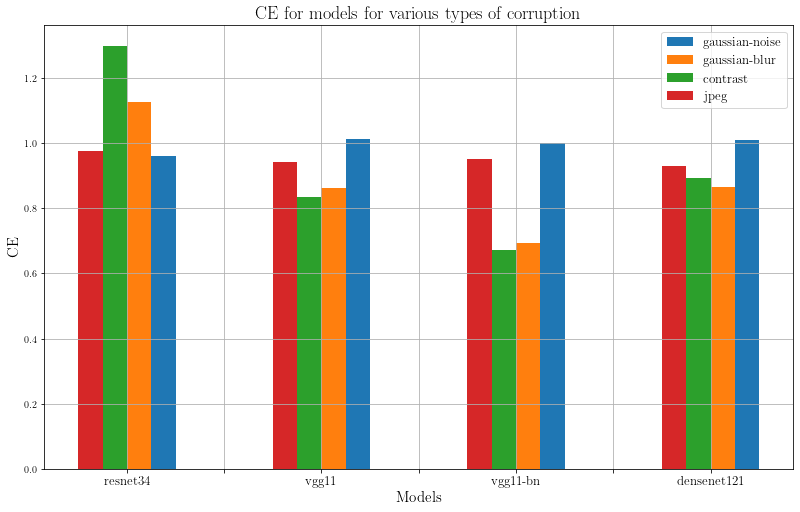 CE for models for various types of corruption
gaussian-noise
gaussian-blur
contrast
jpeg
1.2
1.0
0.8
0.6
0.4
0.2
0.0
CE
resnet34 vgg11 vgg11-bn densenet121
Models